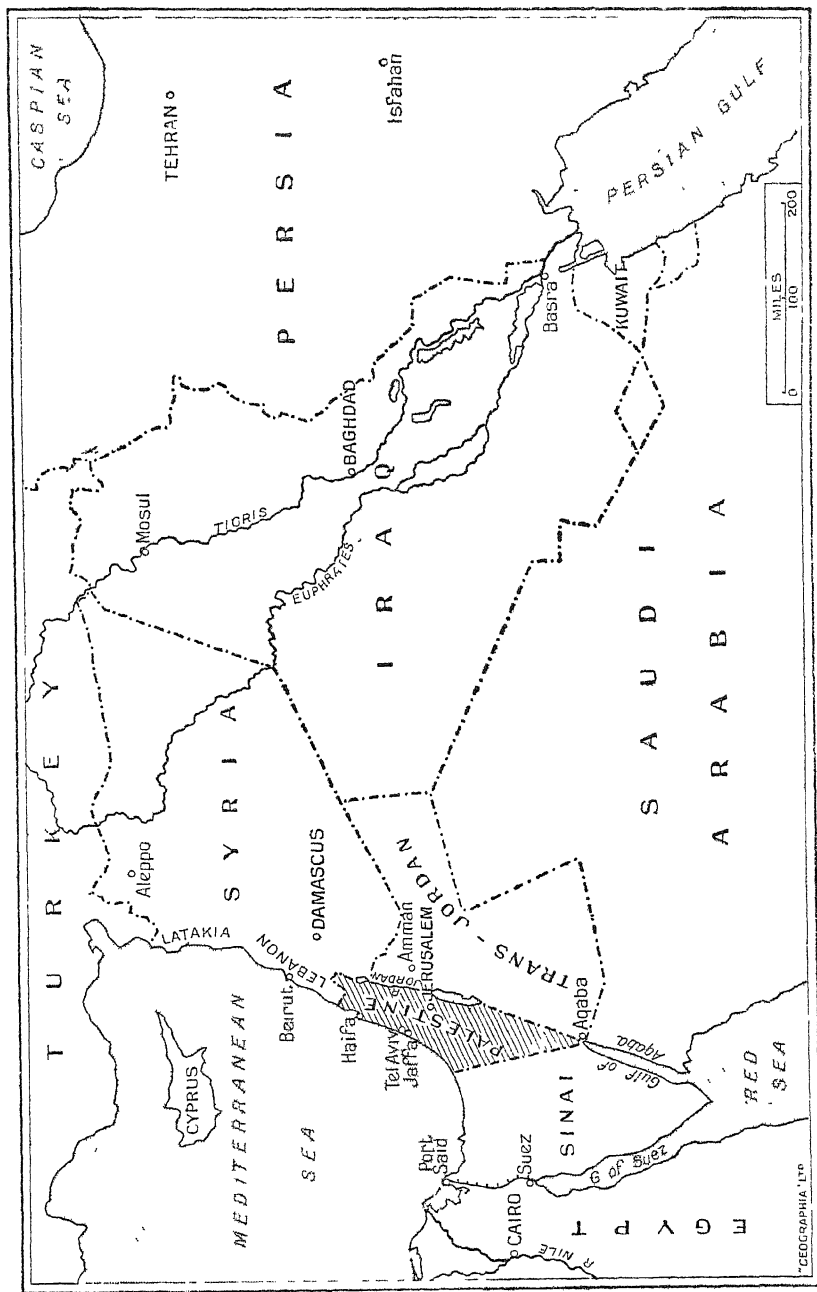 TURKEY
CASPIAN
SEA
TEHRAN
PERSIA
Isfahan
CYPRUS
MEDITERRANEAN
SEA
Aleppo
LATAKIA
SYRIA
Mosul
TIGRIS
EUPHRATES
BAGHDAD
IRAQ
DAMASCUS
Beirut
LEBANON
Haifa
Tel Aviv
Jaffa
PALESTINE
R. JORDAN
Amman
JERUSALEM
TRANS-JORDAN
Basra
KUWAIT
PERSIAN GULF
Port
Said
Suez
CAIRO
R NILE
SINAI
EGYPT
G of Suez
Aqaba
Gulf of
Aqaba
RED
SEA
SAUDI
ARABIA
MILES
0 100 200
"GEOGRAPHIA" LTD